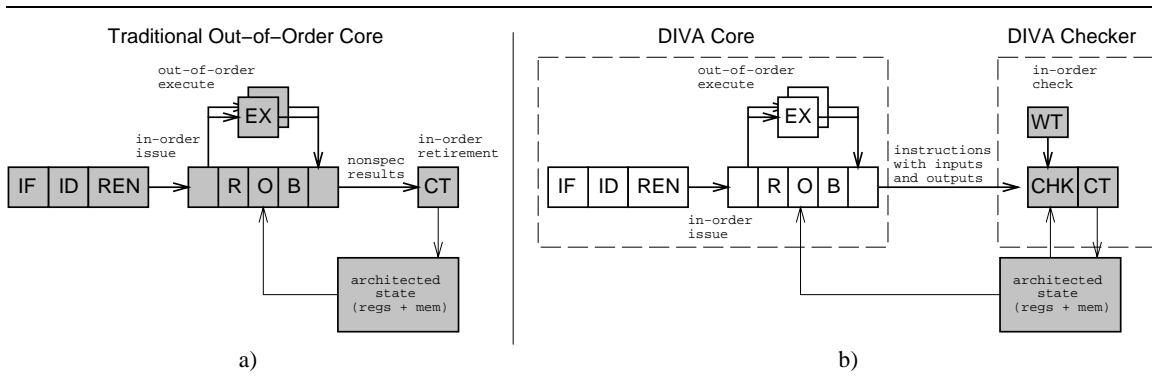 Traditional Out−of−Order Core
out-of-order
execute
EX
in-order
issue
in-order
retirement
nonspec
results
IF ID REN
R O B
CT
architected
state
(regs + mem)
a)
DIVA Core
out-of-order
execute
EX
IF ID REN
R O B
in-order
issue
instructions
with inputs
and outputs
DIVA Checker
in-order
check
WT
CHK CT
architected
state
(regs + mem)
b)